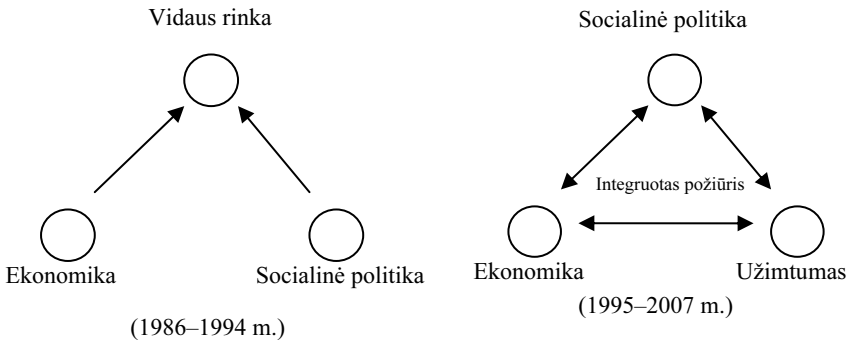 Vidaus rinka
Ekonomika
Socialinė politika
(1986–1994 m.)
Socialinė politika
Integruotas požiūris
Ekonomika
Užimtumas
(1995–2007 m.)